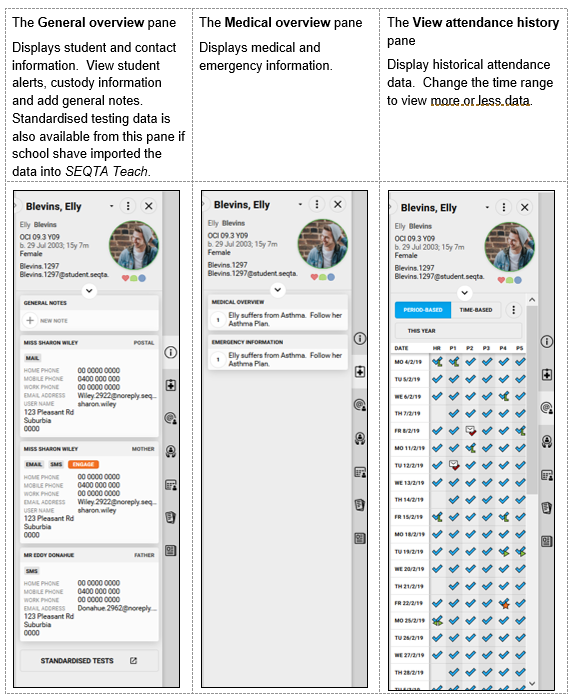 The General overview pane
Displays student and contact
information.  View student
alerts, custody information
and add general notes.
Standardised testing data is
also available from this pane if
school shave imported the
data into SEQTA Teach.
The Medical overview pane
Displays medical and
emergency information.
The View attendance history
pane
Display historical attendance
data.  Change the time range
to view more or less data.
Blevins, Elly
Elly Blevins
OCI 09.3 Y09
b. 29 Jul 2003; 15y 7m
Female
Blevins.1297
Blevins.1297@student.seqta.
GENERAL NOTES
+ NEW NOTE
MISS SHARON WILEY POSTAL
MAIL
HOME PHONE 00 0000 0000
MOBILE PHONE 0400 000 000
WORK PHONE 00 0000 0000
EMAIL ADDRESS Wiley.2922@noreply.seq...
USER NAME sharon.wiley
123 Pleasant Rd
Suburbia
0000
MISS SHARON WILEY MOTHER
EMAIL SMS ENGAGE
HOME PHONE 00 0000 0000
MOBILE PHONE 0400 000 000
WORK PHONE 00 0000 0000
EMAIL ADDRESS Wiley.2922@noreply.seq...
USER NAME sharon.wiley
123 Pleasant Rd
Suburbia
0000
MR EDDY DONAHUE FATHER
SMS
HOME PHONE 00 0000 0000
MOBILE PHONE 0400 000 000
WORK PHONE 00 0000 0000
EMAIL ADDRESS Donahue.2962@noreply....
123 Pleasant Rd
Suburbia
0000
STANDARDISED TESTS
Blevins, Elly
Elly Blevins
OCI 09.3 Y09
b. 29 Jul 2003; 15y 7m
Female
Blevins.1297
Blevins.1297@student.seqta.
MEDICAL OVERVIEW
1 Elly suffers from Asthma.  Follow her
Asthma Plan.
EMERGENCY INFORMATION
1 Elly suffers from Asthma.  Follow her
Asthma Plan.
Blevins, Elly
Elly Blevins
OCI 09.3 Y09
b. 29 Jul 2003; 15y 7m
Female
Blevins.1297
Blevins.1297@student.seqta.
PERIOD-BASED TIME-BASED
THIS YEAR
DATE HR P1 P2 P3 P4 P5
MO 4/2/19
TU 5/2/19
WE 6/2/19
TH 7/2/19
FR 8/2/19
MO 11/2/19
TU 12/2/19
WE 13/2/19
TH 14/2/19
FR 15/2/19
MO 18/2/19
TU 19/2/19
WE 20/2/19
TH 21/2/19
FR 22/2/19
MO 25/2/19
TU 26/2/19
WE 27/2/19
TH 28/2/19